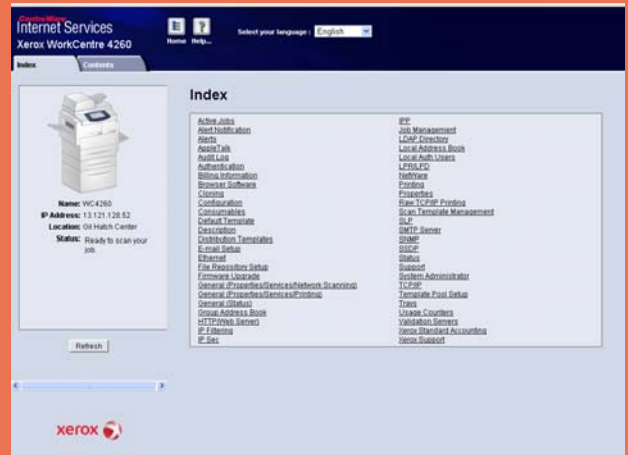 CentreWare
Internet Services
Xerox WorkCentre 4260
Home Help...
Select your language : English
Index Contents
Index
Name: WC4260
IP Address: 13.121.128.52
Location: Gil Hatch Center
Status: Ready to scan your
job.
Refresh
Active Jobs
Alert Notification
Alerts
AppleTalk
Audit Log
Authentication
Billing Information
Browser Software
Cloning
Configuration
Consumables
Default Template
Description
Distribution Templates
E-mail Setup
Ethernet
File Repository Setup
Firmware Upgrade
General (Properties/Services/Network Scanning)
General (Properties/Services/Printing)
General (Status)
Group Address Book
HTTP(Web Server)
IP Filtering
IP Sec
IPP
Job Management
LDAP Directory
Local Address Book
Local Auth Users
LPR/LPD
NetWare
Printing
Properties
Raw TCP/IP Printing
Scan Template Management
SLP
SMTP Server
SNMP
SSDP
Status
Support
System Administrator
TCP/IP
Template Pool Setup
Trays
Usage Counters
Validation Servers
Xerox Standard Accounting
Xerox Support
xerox